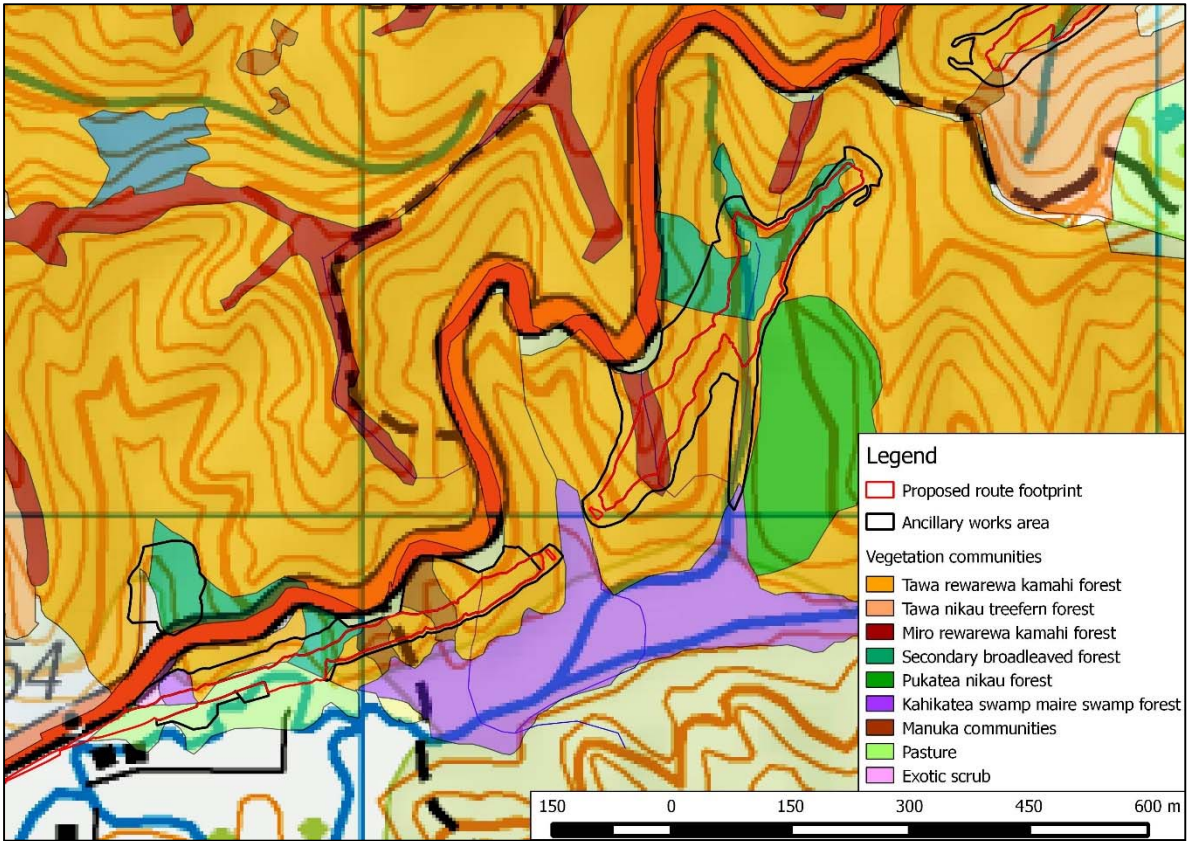 54
Legend
Proposed route footprint
Ancillary works area
Vegetation communities
Tawa rewarewa kamahi forest
Tawa nikau treefern forest
Miro rewarewa kamahi forest
Secondary broadleaved forest
Pukatea nikau forest
Kahikatea swamp maire swamp forest
Manuka communities
Pasture
Exotic scrub
150 0 150 300 450 600 m